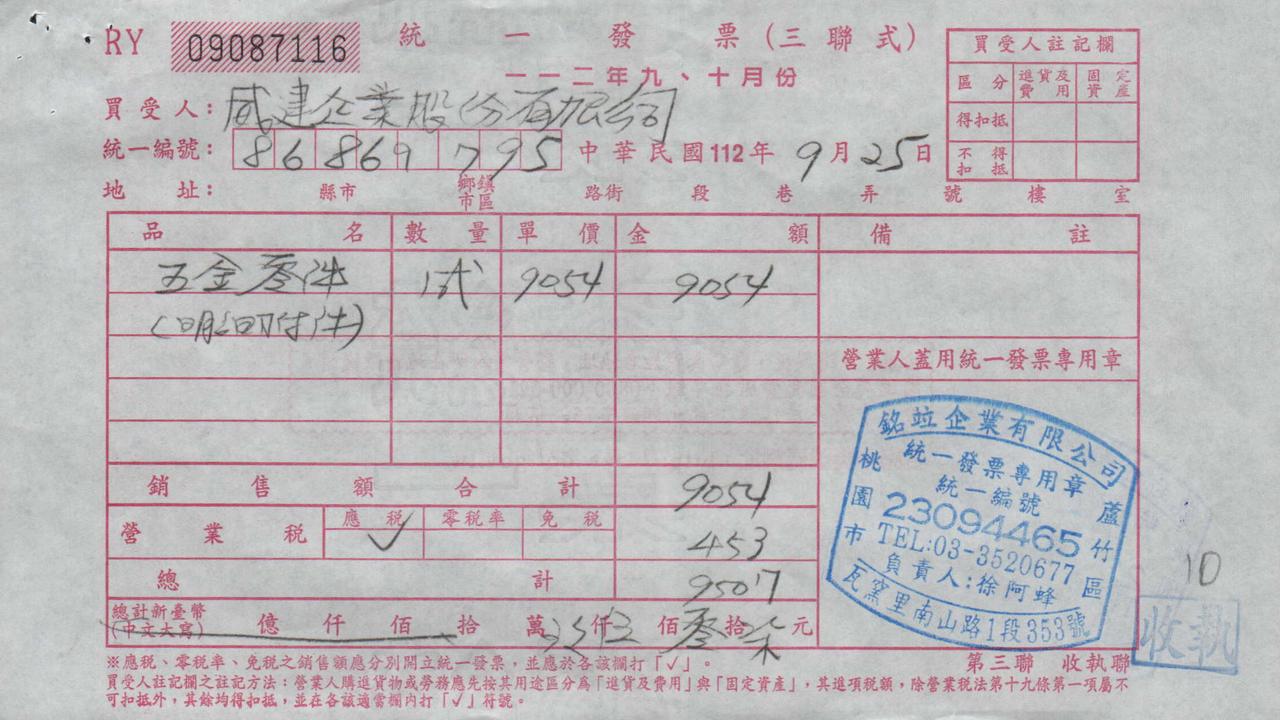 RY 09087116 統一發票(三聯式)
一一二年九、十月份
買受人註記欄
區分 進貨及費用 固定資產
得扣抵
不得扣抵
買受人: 威建企業股份有限公司
統一編號: 86869795 中華民國112年9月25日
地址: 縣市 鄉鎮市區 路街 段 巷 弄 號 樓 室
品名 數量 單價 金額 備註
五金零件 1式 9054 9054
(明細附件)
營業人蓋用統一發票專用章
銷售額合計 9054
營業稅 應稅 ✓ 零稅率 免稅 453
總計 9507
總計新臺幣(中文大寫) 億 仟 佰 拾 萬 仟 伍佰 零拾 柒元
銘竝企業有限公司
統一發票專用章
統一編號
23094465
TEL:03-3520677
負責人:徐阿蜂
桃園市蘆竹區
瓦窯里南山路1段353號
10
收執
※應稅、零稅率、免稅之銷售額應分別開立統一發票,並應於各該欄打「✓」。
第三聯 收執聯
買受人註記欄之註記方法:營業人購進貨物或勞務應先按其用途區分為「進貨及費用」與「固定資產」,其進項稅額,除營業稅法第十九條第一項屬不
可扣抵外,其餘均得扣抵,並在各該適當欄內打「✓」符號。